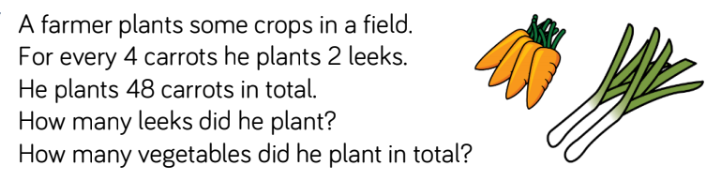 A farmer plants some crops in a field.
For every 4 carrots he plants 2 leeks.
He plants 48 carrots in total.
How many leeks did he plant?
How many vegetables did he plant in total?